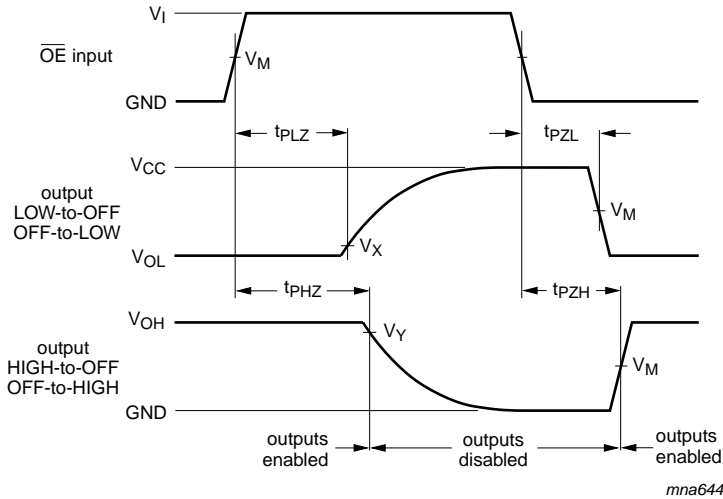 VI
OE input
VM
GND
tPLZ
tPZL
VCC
output
LOW-to-OFF
OFF-to-LOW
VM
VX
VOL
tPHZ
tPZH
VOH
VY
output
HIGH-to-OFF
OFF-to-HIGH
VM
GND
outputs
enabled
outputs
disabled
outputs
enabled
mna644